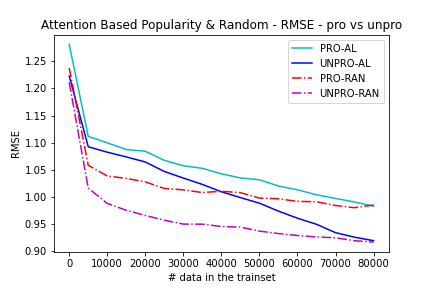 Attention Based Popularity & Random - RMSE - pro vs unpro
PRO-AL
UNPRO-AL
PRO-RAN
UNPRO-RAN
RMSE
1.25
1.20
1.15
1.10
1.05
1.00
0.95
0.90
0 10000 20000 30000 40000 50000 60000 70000 80000
# data in the trainset